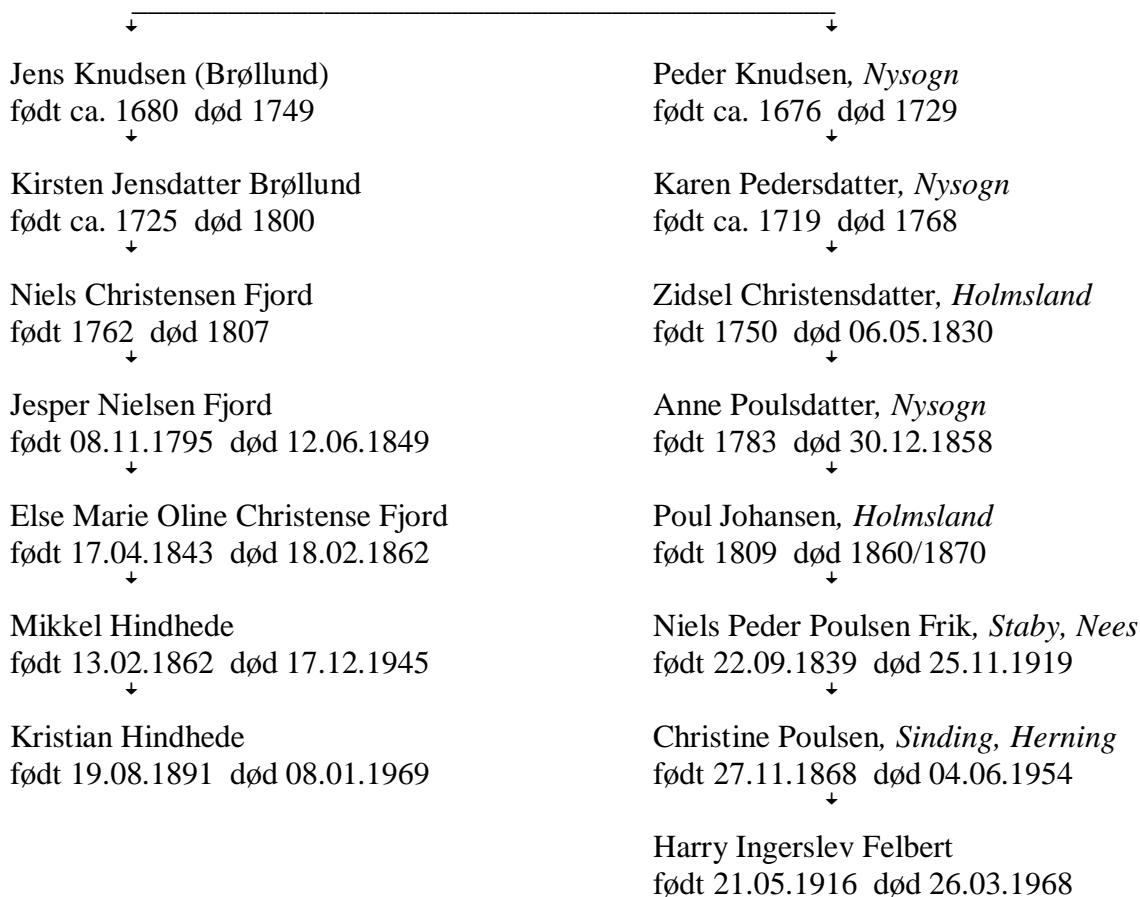 Jens Knudsen (Brøllund)
født ca. 1680 død 1749
Kirsten Jensdatter Brøllund
født ca. 1725 død 1800
Niels Christensen Fjord
født 1762 død 1807
Jesper Nielsen Fjord
født 08.11.1795 død 12.06.1849
Else Marie Oline Christense Fjord
født 17.04.1843 død 18.02.1862
Mikkel Hindhede
født 13.02.1862 død 17.12.1945
Kristian Hindhede
født 19.08.1891 død 08.01.1969
Peder Knudsen, Nysogn
født ca. 1676 død 1729
Karen Pedersdatter, Nysogn
født ca. 1719 død 1768
Zidsel Christensdatter, Holmsland
født 1750 død 06.05.1830
Anne Poulsdatter, Nysogn
født 1783 død 30.12.1858
Poul Johansen, Holmsland
født 1809 død 1860/1870
Niels Peder Poulsen Frik, Staby, Nees
født 22.09.1839 død 25.11.1919
Christine Poulsen, Sinding, Herning
født 27.11.1868 død 04.06.1954
Harry Ingerslev Felbert
født 21.05.1916 død 26.03.1968